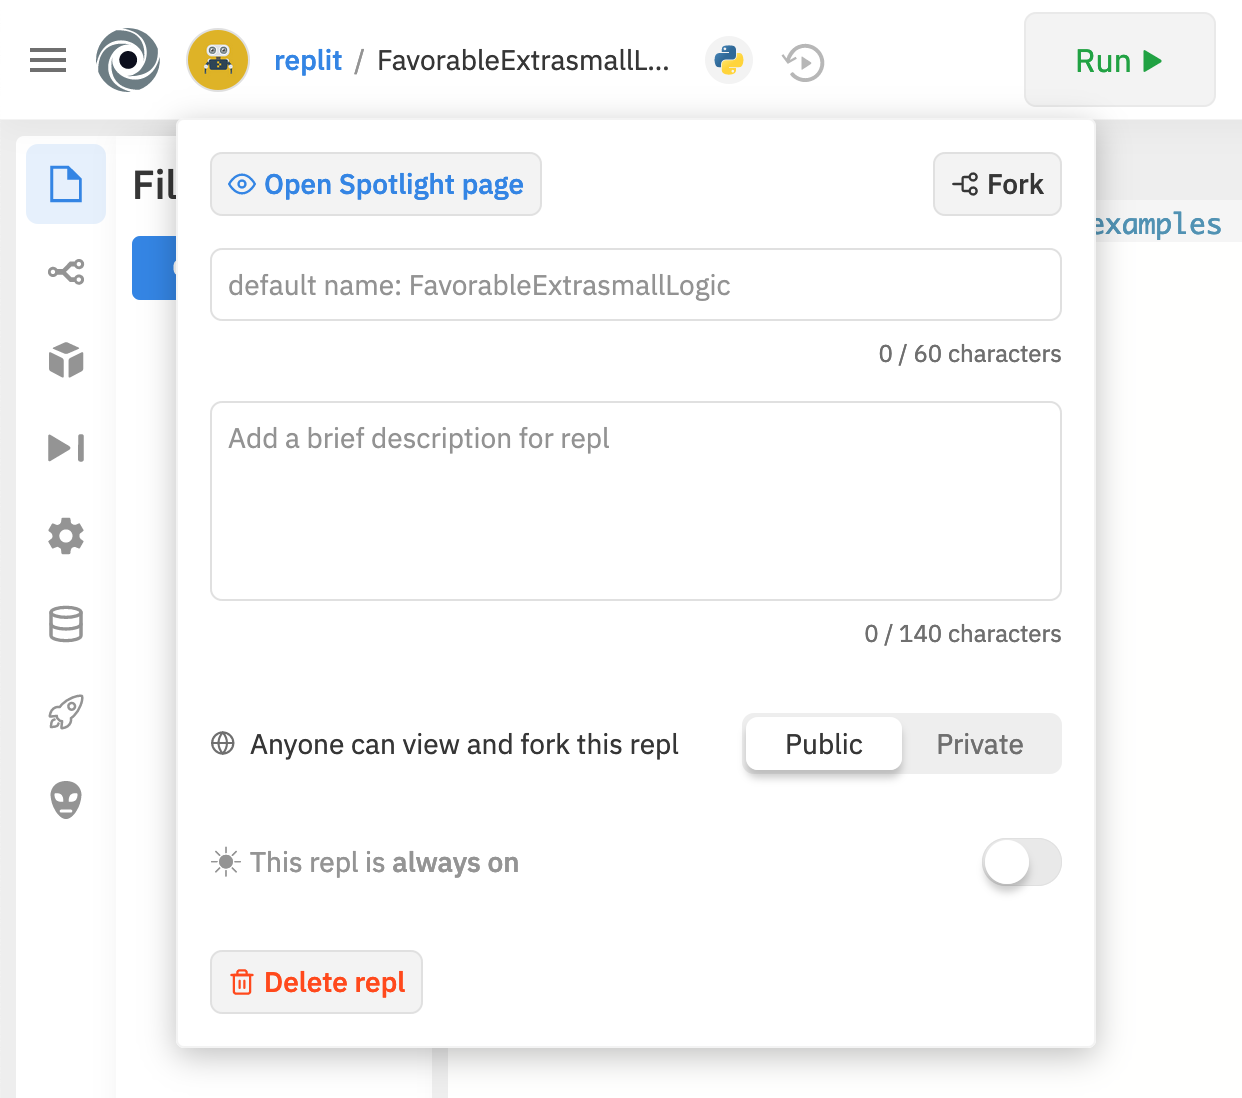 replit / FavorableExtrasmallL...
Run
Fil
Open Spotlight page
Fork
examples
default name: FavorableExtrasmallLogic
0 / 60 characters
Add a brief description for repl
0 / 140 characters
Anyone can view and fork this repl
Public
Private
This repl is always on
Delete repl